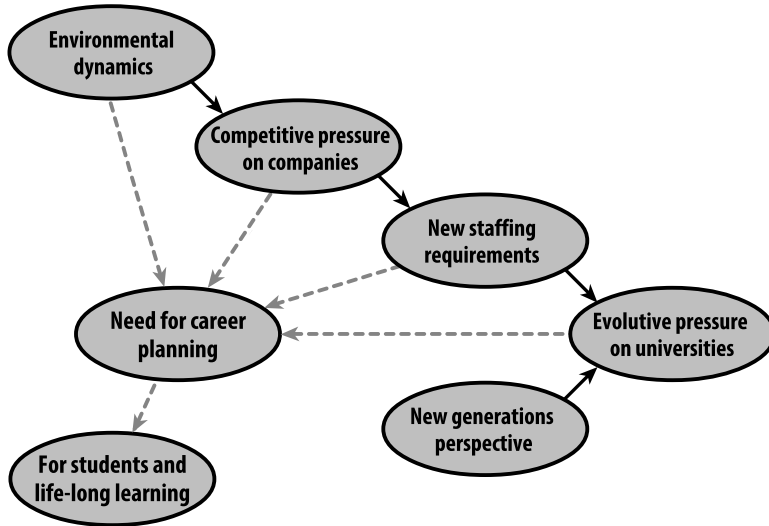 Environmental
dynamics
Competitive pressure
on companies
New staffing
requirements
Need for career
planning
Evolutive pressure
on universities
New generations
perspective
For students and
life-long learning